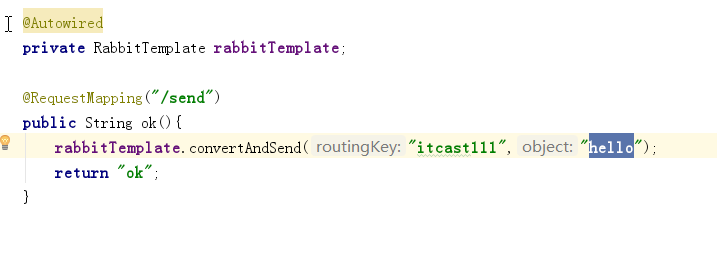 @Autowired
private RabbitTemplate rabbitTemplate;
@RequestMapping("/send")
public String ok(){
rabbitTemplate.convertAndSend( routingKey: "itcast111", object: "hello");
return "ok";
}